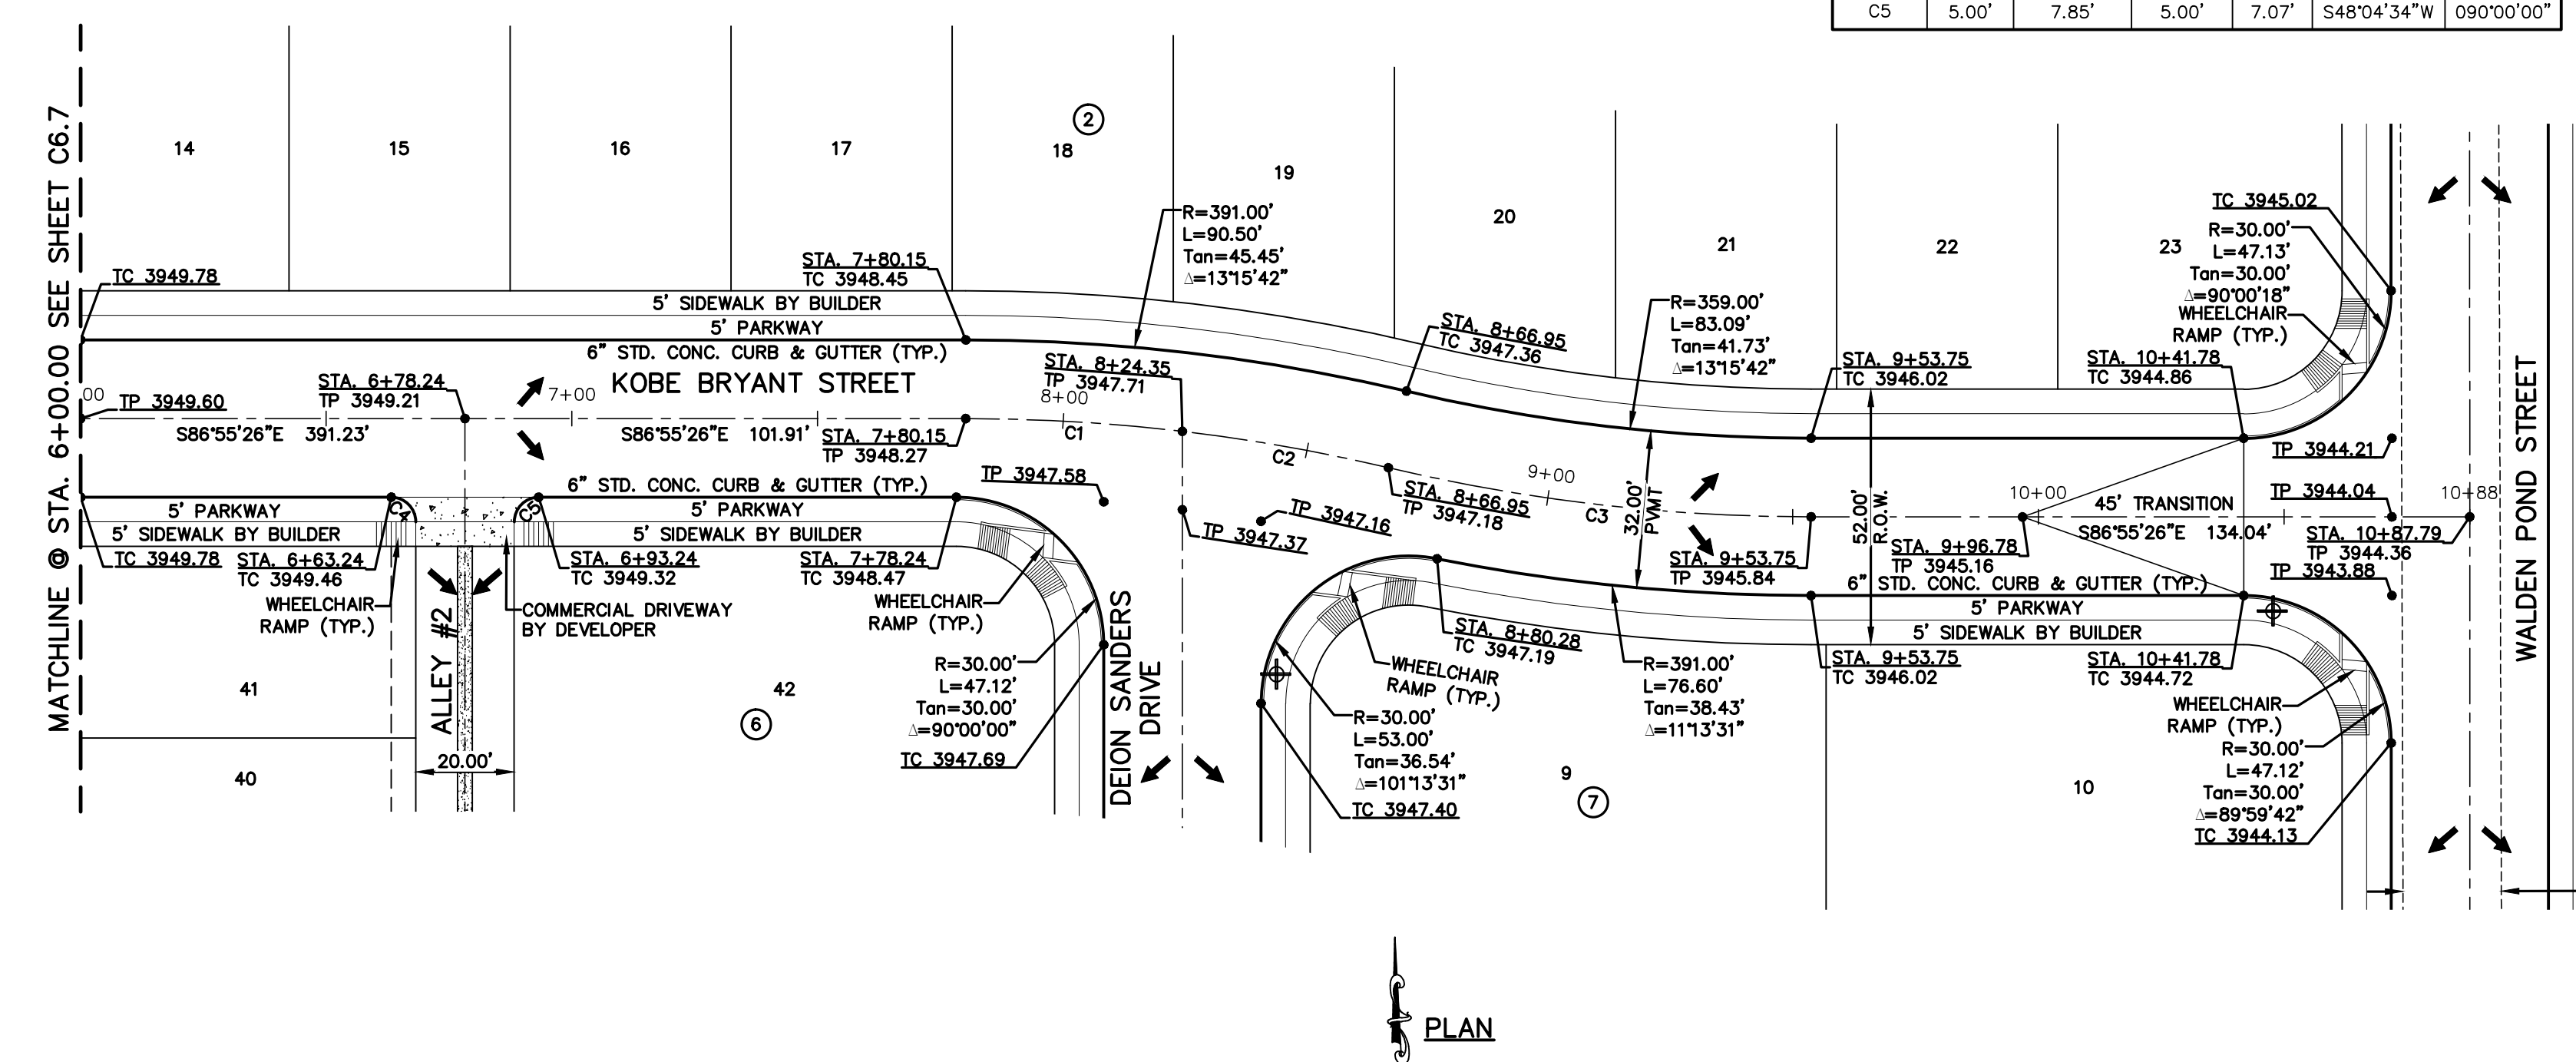 C5 5.00' 7.85' 5.00' 7.07' S48°04'34"W 090°00'00"
MATCHLINE @ STA. 6+00.00 SEE SHEET C6.7
14
15
16
17
18
2
19
20
21
22
23
TC 3949.78
STA. 7+80.15
TC 3948.45
5' SIDEWALK BY BUILDER
5' PARKWAY
6" STD. CONC. CURB & GUTTER (TYP.)
KOBE BRYANT STREET
R=391.00'
L=90.50'
Tan=45.45'
Δ=13°15'42"
STA. 8+24.35
TP 3947.71
STA. 8+66.95
TC 3947.36
R=359.00'
L=83.09'
Tan=41.73'
Δ=13°15'42"
STA. 9+53.75
TC 3946.02
TC 3945.02
R=30.00'
L=47.13'
Tan=30.00'
Δ=90°00'18"
WHEELCHAIR
RAMP (TYP.)
STA. 10+41.78
TC 3944.86
00
TP 3949.60
STA. 6+78.24
TP 3949.21
7+00
8+00
S86°55'26"E 391.23'
S86°55'26"E 101.91'
STA. 7+80.15
TP 3948.27
C1
C2
TP 3947.58
STA. 8+66.95
TP 3947.18
TP 3947.16
TP 3947.37
9+00
C3
32.00'
PVMT
52.00'
R.O.W.
STA. 9+53.75
TP 3945.84
STA. 9+96.78
TP 3945.16
10+00
45' TRANSITION
S86°55'26"E 134.04'
TP 3944.21
TP 3944.04
10+88
STA. 10+87.79
TP 3944.36
TP 3943.88
WALDEN POND STREET
6" STD. CONC. CURB & GUTTER (TYP.)
5' PARKWAY
5' SIDEWALK BY BUILDER
C4
C5
5' PARKWAY
5' SIDEWALK BY BUILDER
TC 3949.78
STA. 6+63.24
TC 3949.46
WHEELCHAIR
RAMP (TYP.)
STA. 6+93.24
TC 3949.32
COMMERCIAL DRIVEWAY
BY DEVELOPER
STA. 7+78.24
TC 3948.47
WHEELCHAIR
RAMP (TYP.)
ALLEY #2
20.00'
41
40
42
6
R=30.00'
L=47.12'
Tan=30.00'
Δ=90°00'00"
TC 3947.69
DEION SANDERS
DRIVE
STA. 8+80.28
TC 3947.19
WHEELCHAIR
RAMP (TYP.)
R=30.00'
L=53.00'
Tan=36.54'
Δ=101°13'31"
TC 3947.40
R=391.00'
L=76.60'
Tan=38.43'
Δ=11°13'31"
9
7
10
6" STD. CONC. CURB & GUTTER (TYP.)
5' PARKWAY
5' SIDEWALK BY BUILDER
STA. 9+53.75
TC 3946.02
STA. 10+41.78
TC 3944.72
WHEELCHAIR
RAMP (TYP.)
R=30.00'
L=47.12'
Tan=30.00'
Δ=89°59'42"
TC 3944.13
PLAN